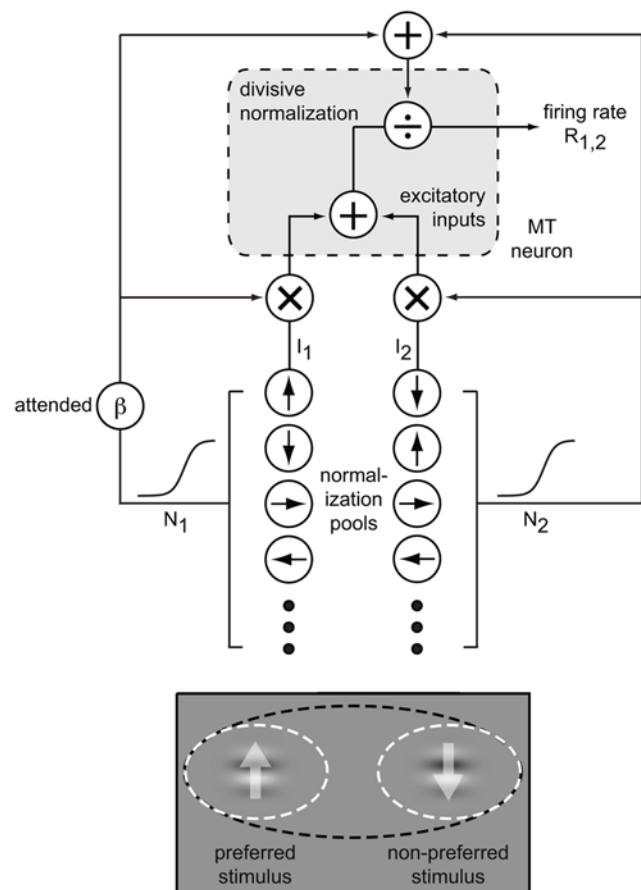 divisive
normalization
firing rate
R1,2
excitatory
inputs
MT
neuron
I1
I2
attended
β
normal-
ization
pools
N1
N2
preferred
stimulus
non-preferred
stimulus